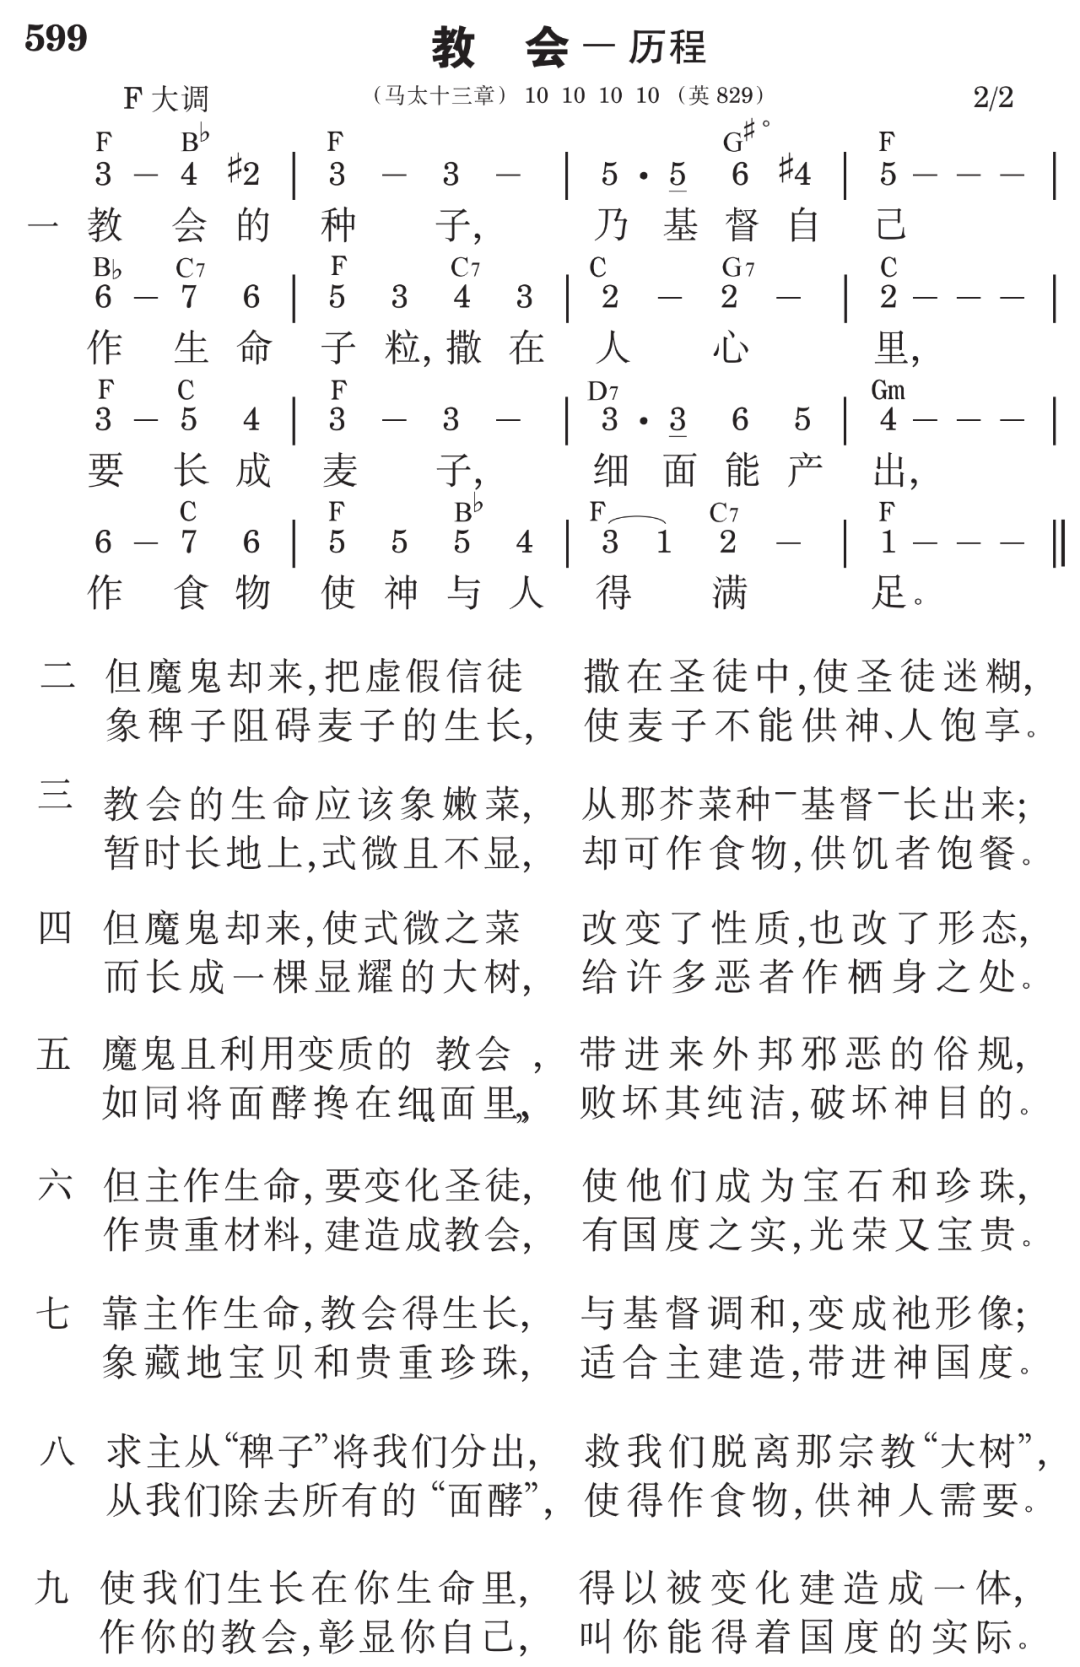 599
教 会 — 历程
F 大调 (马太十三章) 10 10 10 10 (英 829) 2/2
F B♭ F G♯° F
3 – 4 ♯2 | 3 – 3 – | 5 · 5 6 ♯4 | 5 – – – |
一 教 会 的 种 子, 乃 基 督 自 己
B♭ C7 F C7 C G7 C
6 – 7 6 | 5 3 4 3 | 2 – 2 – | 2 – – – |
作 生 命 子 粒, 撒 在 人 心 里,
F C F D7 Gm
3 – 5 4 | 3 – 3 – | 3 · 3 6 5 | 4 – – – |
要 长 成 麦 子, 细 面 能 产 出,
C F B♭ F C7 F
6 – 7 6 | 5 5 5 4 | 3 1 2 – | 1 – – – ‖
作 食 物 使 神 与 人 得 满 足。
二 但魔鬼却来,把虚假信徒 撒在圣徒中,使圣徒迷糊,
象稗子阻碍麦子的生长, 使麦子不能供神、人饱享。
三 教会的生命应该象嫩菜, 从那芥菜种—基督—长出来;
暂时长地上,式微且不显, 却可作食物,供饥者饱餐。
四 但魔鬼却来,使式微之菜 改变了性质,也改了形态,
而长成一棵显耀的大树, 给许多恶者作栖身之处。
五 魔鬼且利用变质的 教会 , 带进来外邦邪恶的俗规,
如同将面酵搀在细面里,“” 败坏其纯洁,破坏神目的。
六 但主作生命,要变化圣徒, 使他们成为宝石和珍珠,
作贵重材料,建造成教会, 有国度之实,光荣又宝贵。
七 靠主作生命,教会得生长, 与基督调和,变成祂形像;
象藏地宝贝和贵重珍珠, 适合主建造,带进神国度。
八 求主从“稗子”将我们分出, 救我们脱离那宗教“大树”,
从我们除去所有的“面酵”, 使得作食物,供神人需要。
九 使我们生长在你生命里, 得以被变化建造成一体,
作你的教会,彰显你自己, 叫你能得着国度的实际。